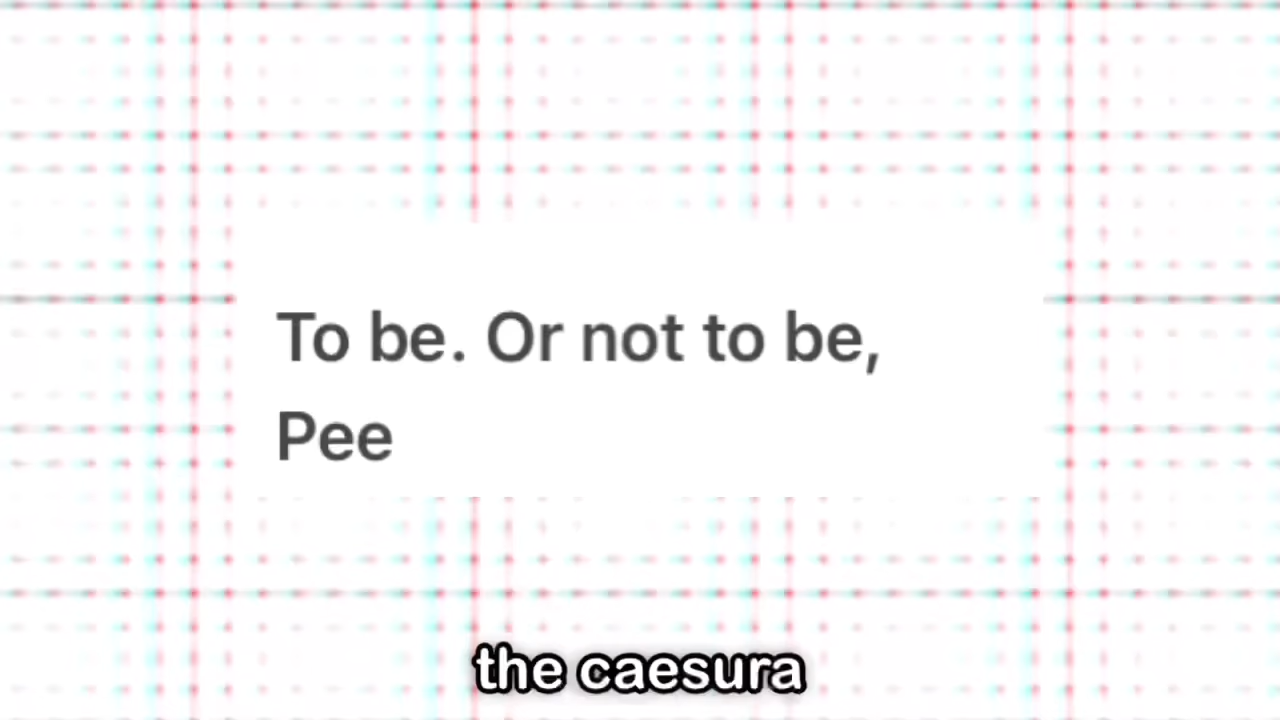 To be. Or not to be,
Pee
the caesura